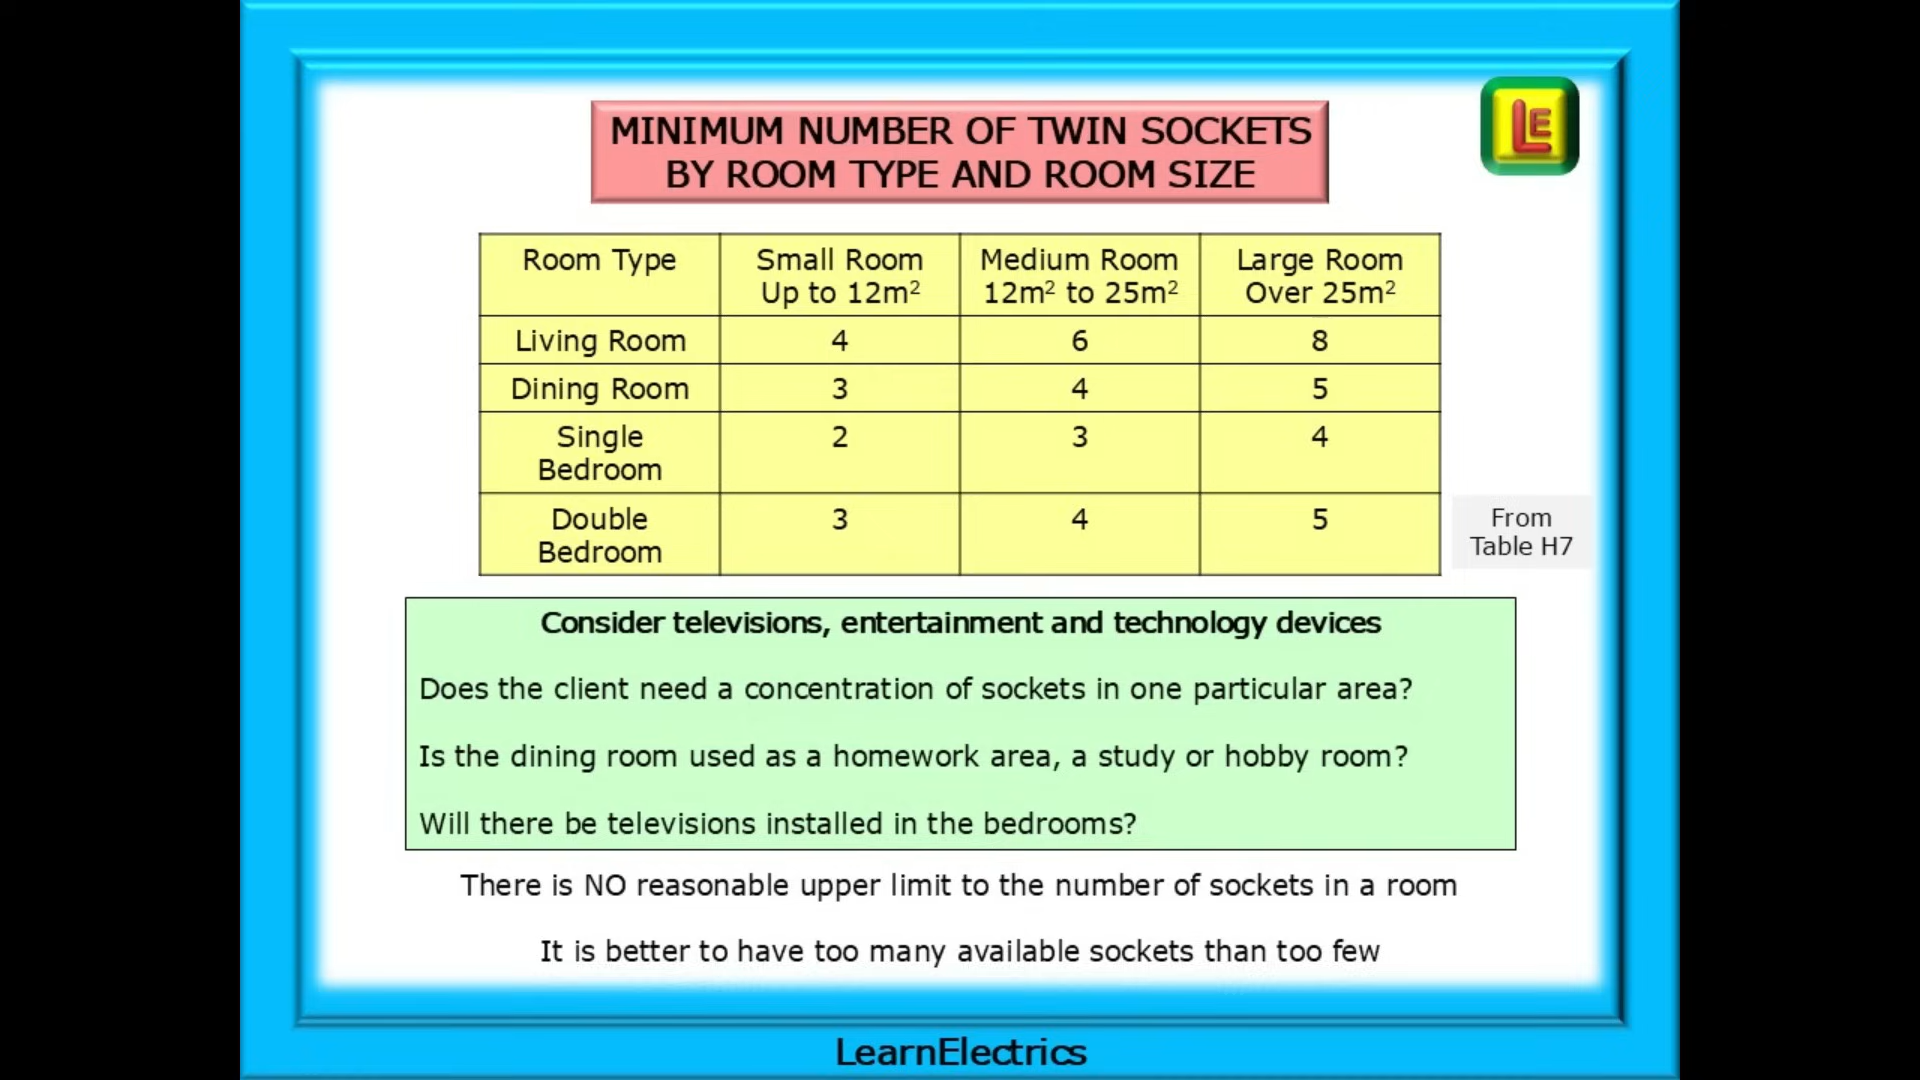 LE
MINIMUM NUMBER OF TWIN SOCKETS
BY ROOM TYPE AND ROOM SIZE
Room Type Small Room Medium Room Large Room
Up to 12m² 12m² to 25m² Over 25m²
Living Room 4 6 8
Dining Room 3 4 5
Single 2 3 4
Bedroom
Double 3 4 5
Bedroom
From
Table H7
Consider televisions, entertainment and technology devices
Does the client need a concentration of sockets in one particular area?
Is the dining room used as a homework area, a study or hobby room?
Will there be televisions installed in the bedrooms?
There is NO reasonable upper limit to the number of sockets in a room
It is better to have too many available sockets than too few
LearnElectrics